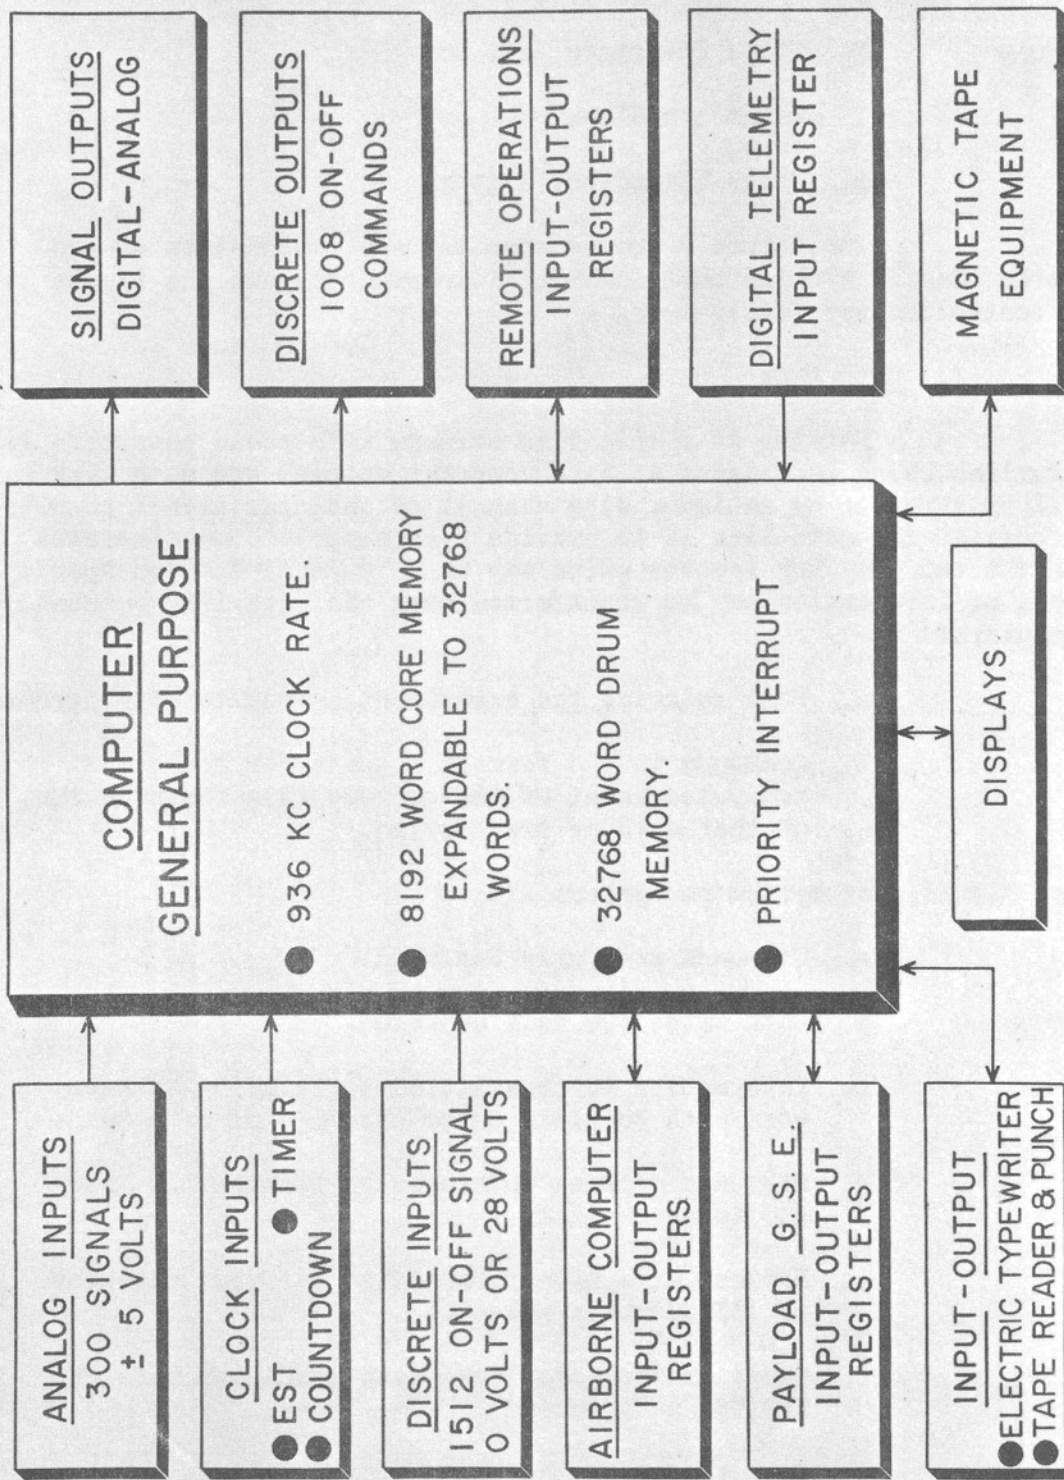 ANALOG INPUTS
300 SIGNALS
± 5 VOLTS
CLOCK INPUTS
● EST ● TIMER
● COUNTDOWN
DISCRETE INPUTS
1512 ON-OFF SIGNAL
0 VOLTS OR 28 VOLTS
AIRBORNE COMPUTER
INPUT-OUTPUT
REGISTERS
PAYLOAD G. S. E.
INPUT-OUTPUT
REGISTERS
INPUT-OUTPUT
● ELECTRIC TYPEWRITER
● TAPE READER & PUNCH
COMPUTER
GENERAL PURPOSE
● 936 KC CLOCK RATE.
● 8192 WORD CORE MEMORY
EXPANDABLE TO 32768
WORDS.
● 32768 WORD DRUM
MEMORY.
● PRIORITY INTERRUPT
DISPLAYS
SIGNAL OUTPUTS
DIGITAL-ANALOG
DISCRETE OUTPUTS
1008 ON-OFF
COMMANDS
REMOTE OPERATIONS
INPUT-OUTPUT
REGISTERS
DIGITAL TELEMETRY
INPUT REGISTER
MAGNETIC TAPE
EQUIPMENT